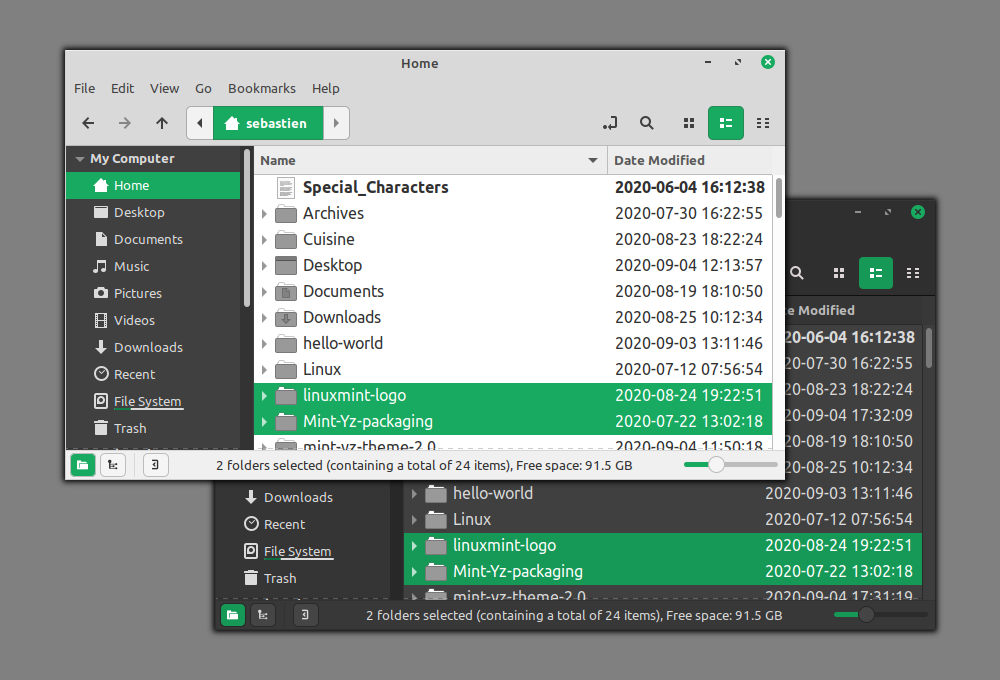 Home
File Edit View Go Bookmarks Help
sebastien
My Computer
Home
Desktop
Documents
Music
Pictures
Videos
Downloads
Recent
File System
Trash
Name Date Modified
Special_Characters 2020-06-04 16:12:38
Archives 2020-07-30 16:22:55
Cuisine 2020-08-23 18:22:24
Desktop 2020-09-04 12:13:57
Documents 2020-08-19 18:10:50
Downloads 2020-08-25 10:12:34
hello-world 2020-09-03 13:11:46
Linux 2020-07-12 07:56:54
linuxmint-logo 2020-08-24 19:22:51
Mint-Yz-packaging 2020-07-22 13:02:18
mint-yz-theme-2.0 2020-09-04 11:50:18
2 folders selected (containing a total of 24 items), Free space: 91.5 GB
Modified
20-06-04 16:12:38
020-07-30 16:22:55
020-08-23 18:22:24
020-09-04 17:32:09
020-08-19 18:10:50
020-08-25 10:12:34
hello-world 2020-09-03 13:11:46
Linux 2020-07-12 07:56:54
linuxmint-logo 2020-08-24 19:22:51
Mint-Yz-packaging 2020-07-22 13:02:18
mint-yz-theme-2.0 2020-09-04 17:31:19
Downloads
Recent
File System
Trash
2 folders selected (containing a total of 24 items), Free space: 91.5 GB